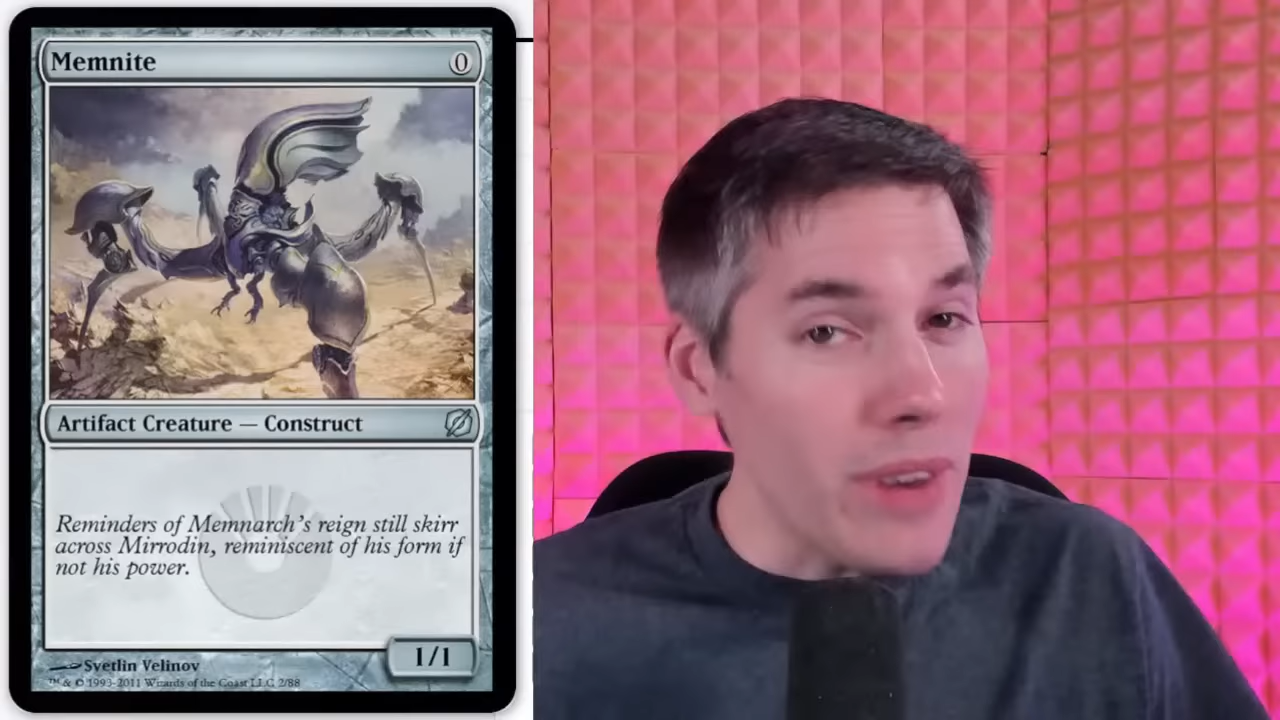 Memnite 0
Artifact Creature — Construct
Reminders of Memnarch's reign still skirr
across Mirrodin, reminiscent of his form if
not his power.
1/1
Svetlin Velinov
™ & © 1993-2011 Wizards of the Coast LLC 2/88